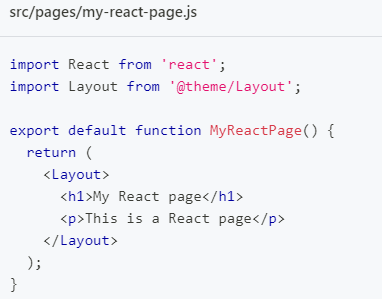 src/pages/my-react-page.js
import React from 'react';
import Layout from '@theme/Layout';
export default function MyReactPage() {
  return (
    <Layout>
      <h1>My React page</h1>
      <p>This is a React page</p>
    </Layout>
  );
}